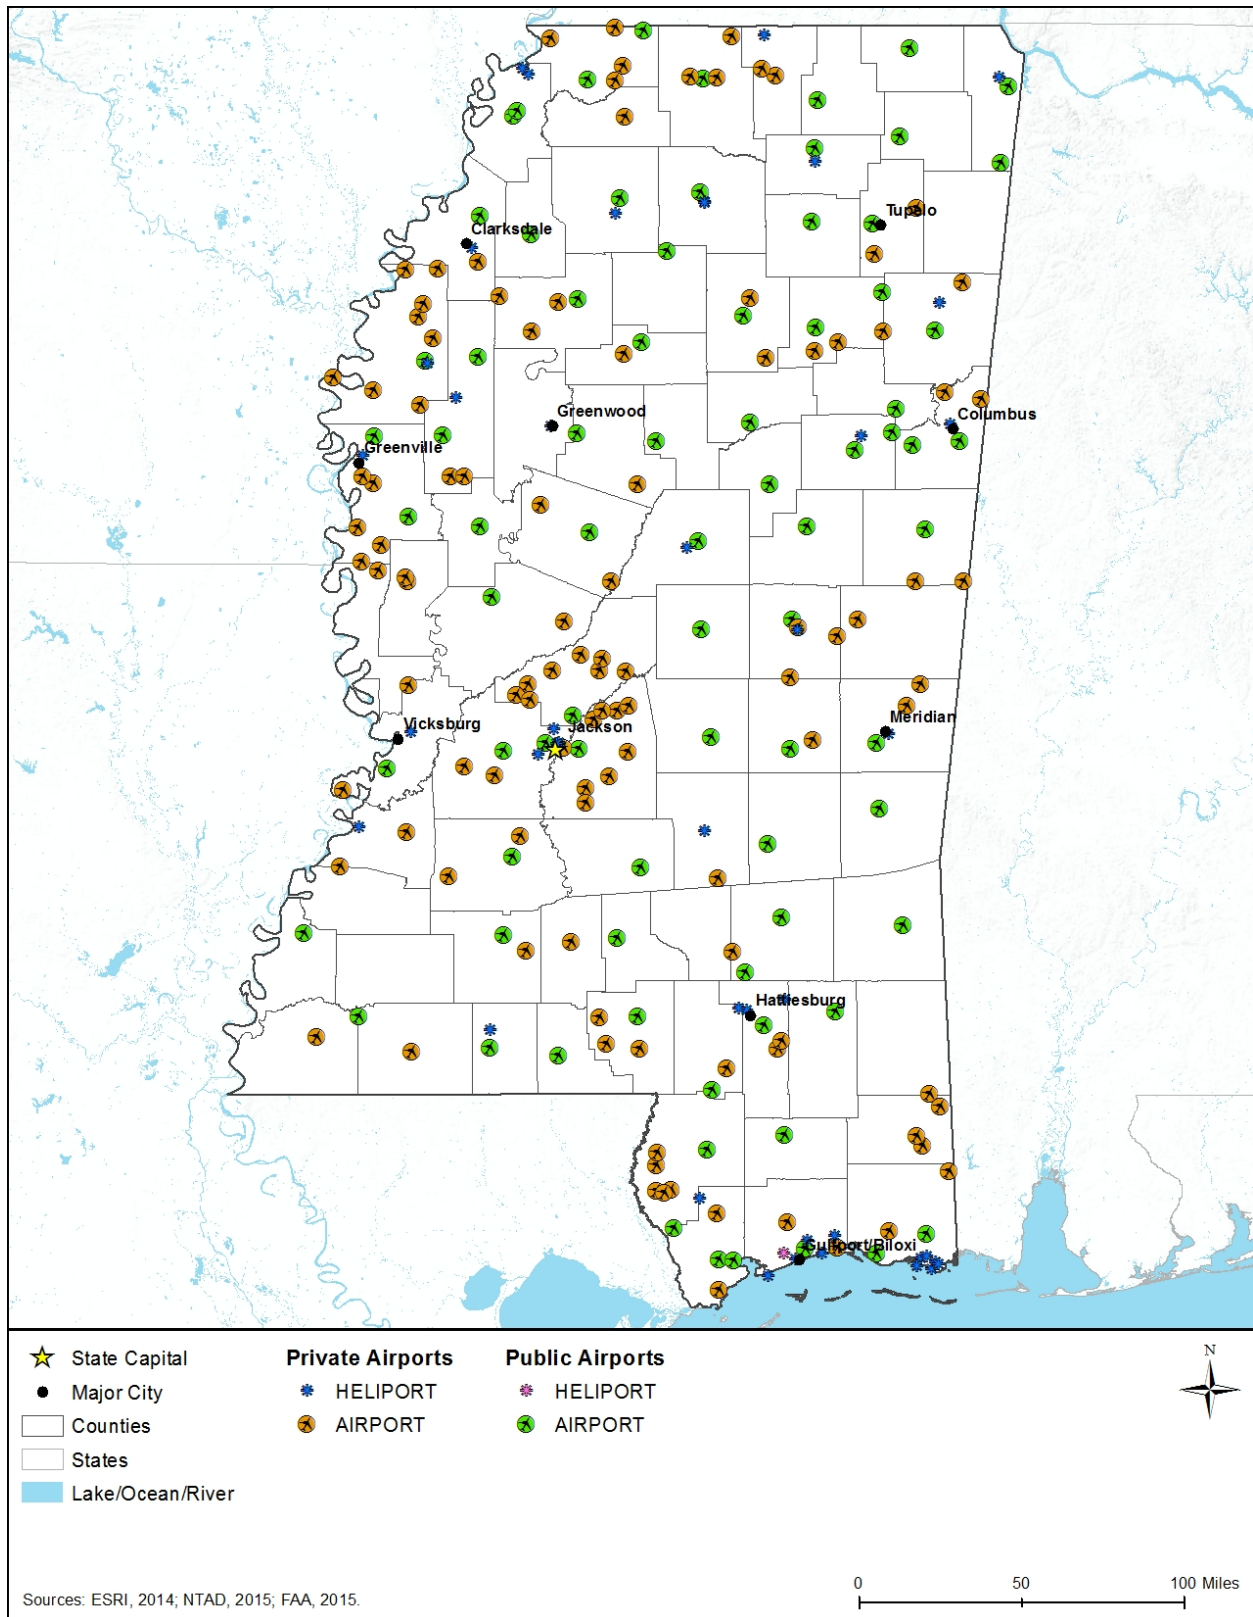 Tupelo
Clarksdale
Greenwood
Columbus
Greenville
Vicksburg
Jackson
Meridian
Hattiesburg
Gulfport/Biloxi
State Capital
Major City
Counties
States
Lake/Ocean/River
Private Airports
HELIPORT
AIRPORT
Public Airports
HELIPORT
AIRPORT
N
0 50 100 Miles
Sources: ESRI, 2014; NTAD, 2015; FAA, 2015.